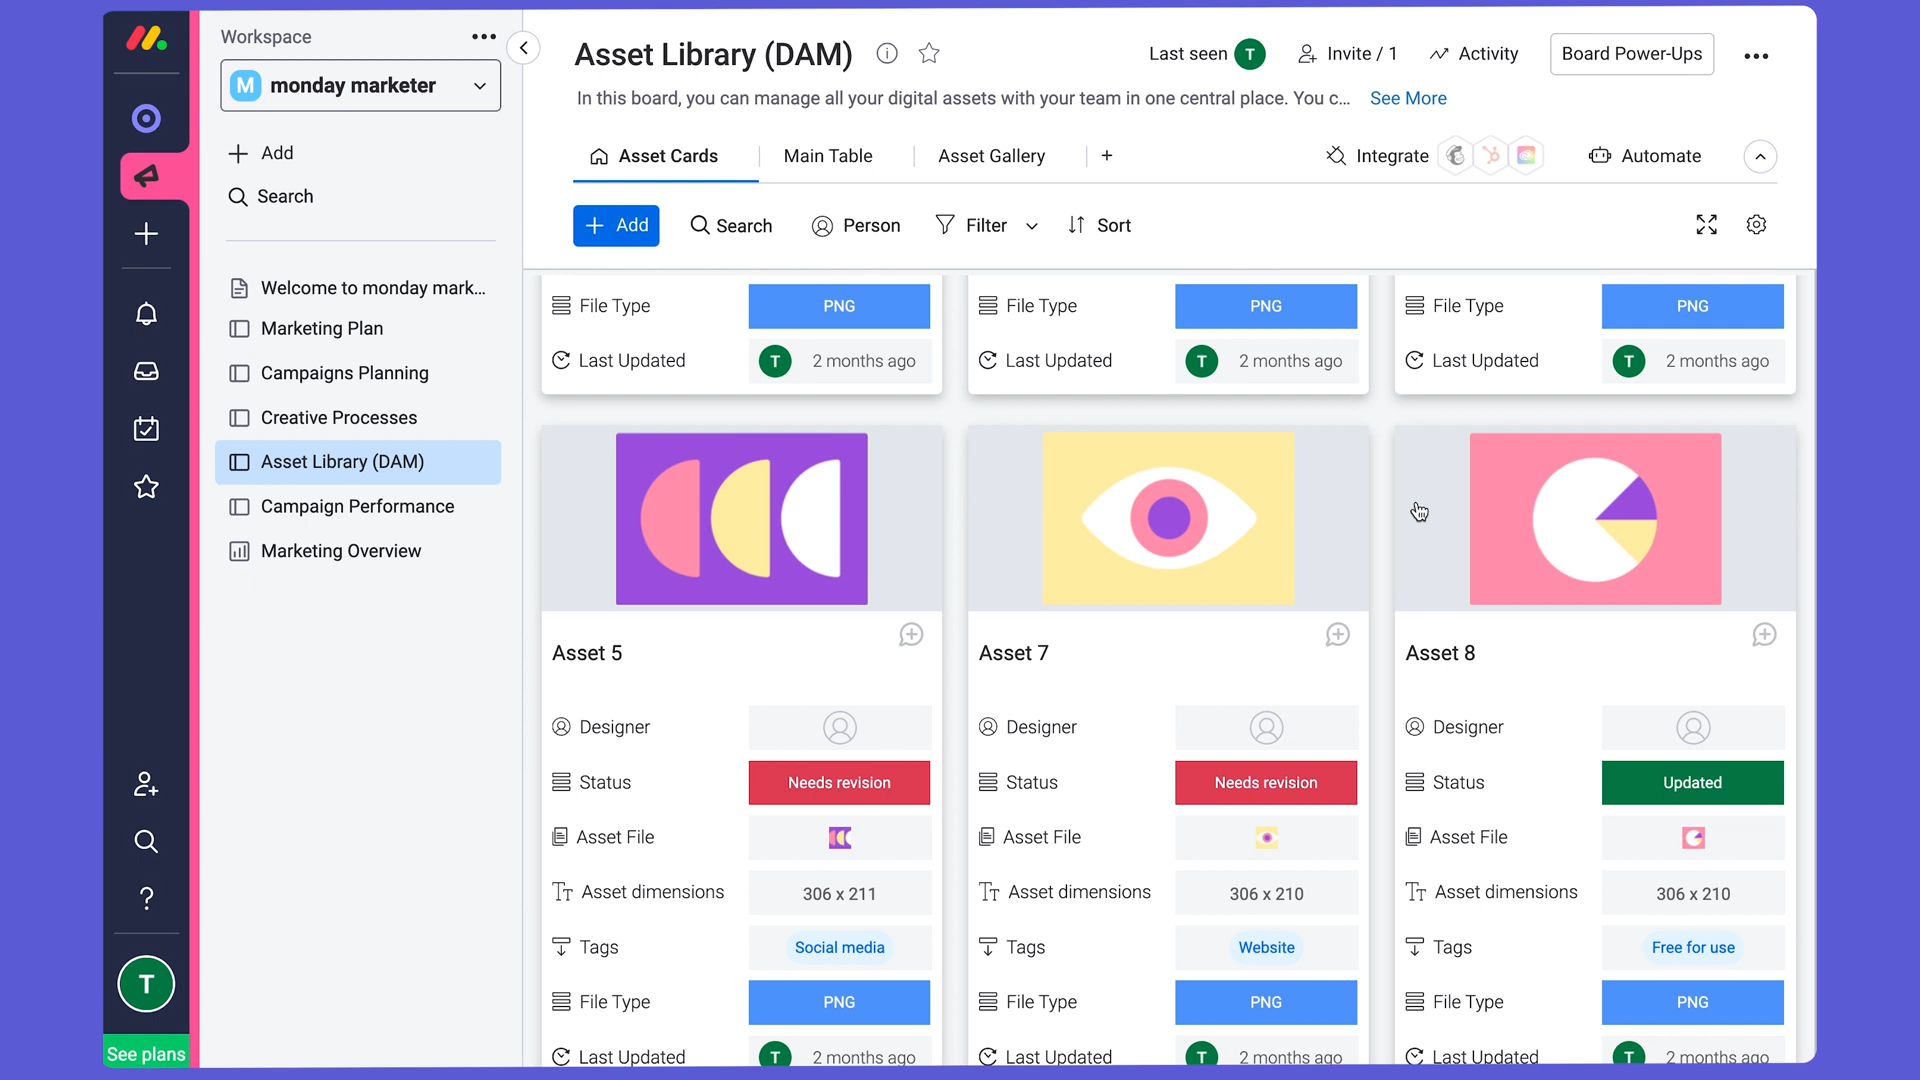 Workspace
M monday marketer
Add
Search
Welcome to monday mark...
Marketing Plan
Campaigns Planning
Creative Processes
Asset Library (DAM)
Campaign Performance
Marketing Overview
T
See plans
Asset Library (DAM)
Last seen T
Invite / 1
Activity
Board Power-Ups
In this board, you can manage all your digital assets with your team in one central place. You c... See More
Asset Cards
Main Table
Asset Gallery
Integrate
Automate
Add
Search
Person
Filter
Sort
File Type PNG
Last Updated T 2 months ago
File Type PNG
Last Updated T 2 months ago
File Type PNG
Last Updated T 2 months ago
Asset 5
Designer
Status Needs revision
Asset File
Asset dimensions 306 x 211
Tags Social media
File Type PNG
Last Updated T 2 months ago
Asset 7
Designer
Status Needs revision
Asset File
Asset dimensions 306 x 210
Tags Website
File Type PNG
Last Updated T 2 months ago
Asset 8
Designer
Status Updated
Asset File
Asset dimensions 306 x 210
Tags Free for use
File Type PNG
Last Updated T 2 months ago